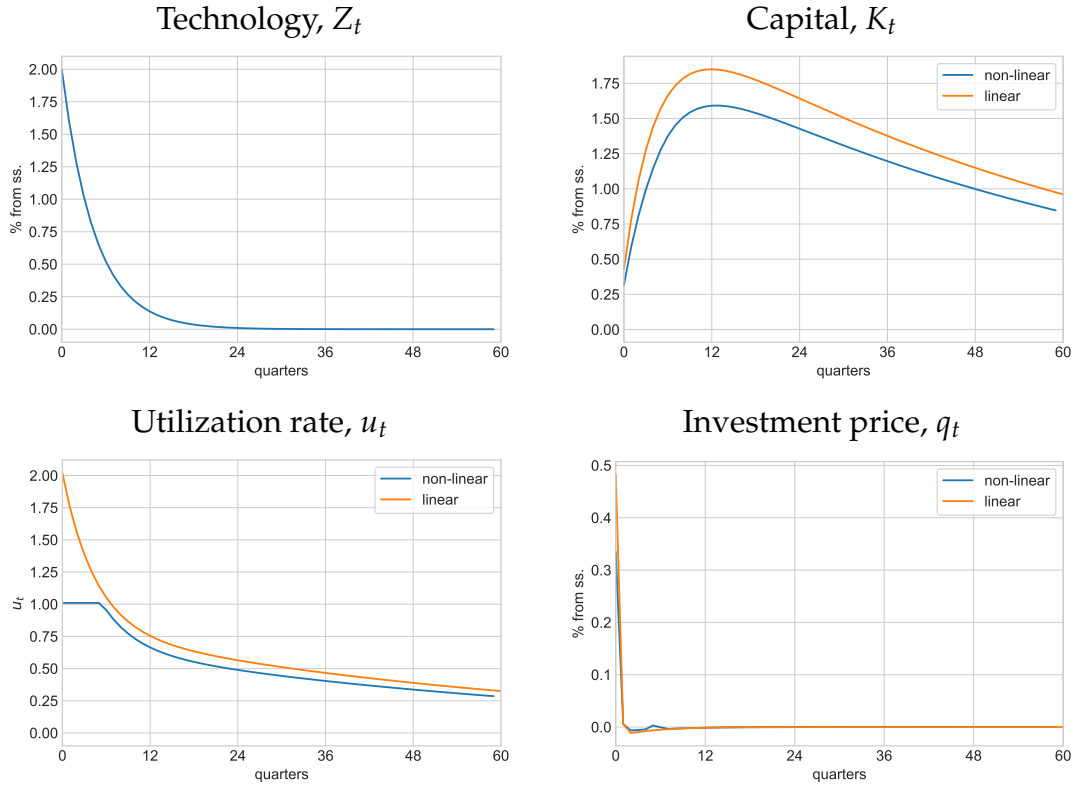 Technology, Zt
% from ss.
2.00
1.75
1.50
1.25
1.00
0.75
0.50
0.25
0.00
0 12 24 36 48 60
quarters
Capital, Kt
% from ss.
1.75
1.50
1.25
1.00
0.75
0.50
0.25
0.00
non-linear
linear
0 12 24 36 48 60
quarters
Utilization rate, ut
ut
2.00
1.75
1.50
1.25
1.00
0.75
0.50
0.25
0.00
non-linear
linear
0 12 24 36 48 60
quarters
Investment price, qt
% from ss.
0.5
0.4
0.3
0.2
0.1
0.0
non-linear
linear
0 12 24 36 48 60
quarters